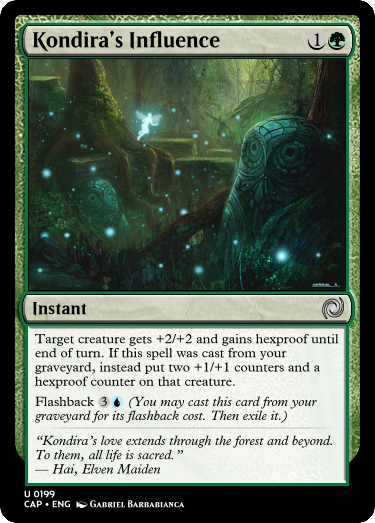 Kondira's Influence 1
Instant
Target creature gets +2/+2 and gains hexproof until
end of turn. If this spell was cast from your
graveyard, instead put two +1/+1 counters and a
hexproof counter on that creature.
Flashback 3 (You may cast this card from your
graveyard for its flashback cost. Then exile it.)
“Kondira's love extends through the forest and beyond.
To them, all life is sacred.”
— Hai, Elven Maiden
U 0199
CAP • ENG Gabriel Barbabianca